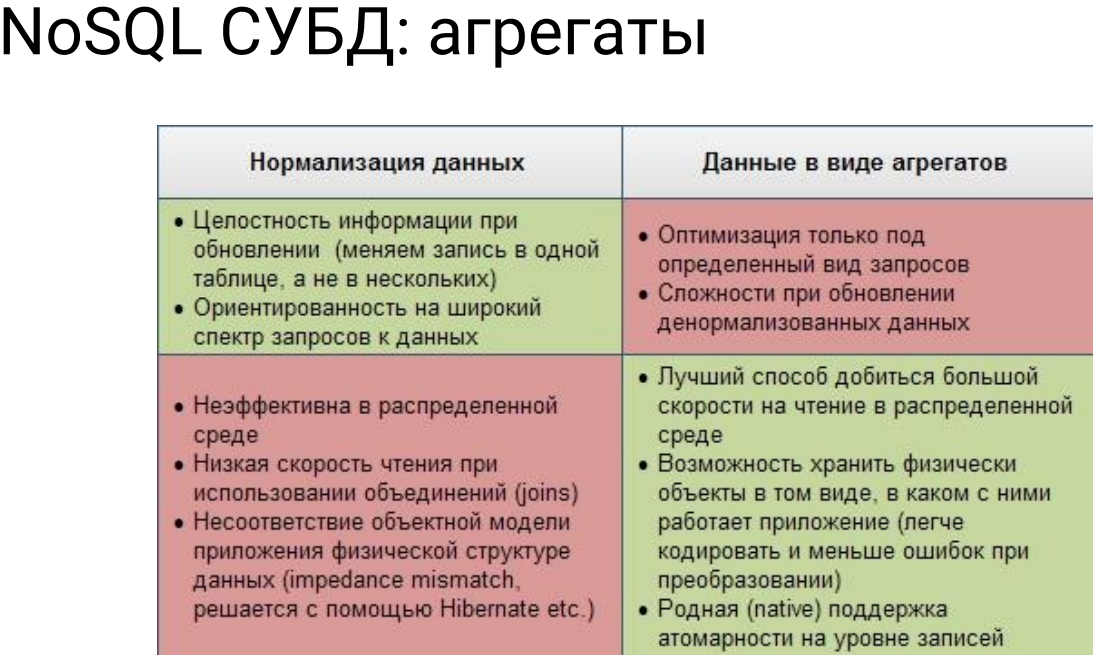 NoSQL СУБД: агрегаты
Нормализация данных
Данные в виде агрегатов
• Целостность информации при
обновлении (меняем запись в одной
таблице, а не в нескольких)
• Ориентированность на широкий
спектр запросов к данных
• Оптимизация только под
определенный вид запросов
• Сложности при обновлении
денормализованных данных
• Неэффективна в распределенной
среде
• Низкая скорость чтения при
использовании объединений (joins)
• Несоответствие объектной модели
приложения физической структуре
данных (impedance mismatch,
решается с помощью Hibernate etc.)
• Лучший способ добиться большой
скорости на чтение в распределенной
среде
• Возможность хранить физически
объекты в том виде, в каком с ними
работает приложение (легче
кодировать и меньше ошибок при
преобразовании)
• Родная (native) поддержка
атомарности на уровне записей